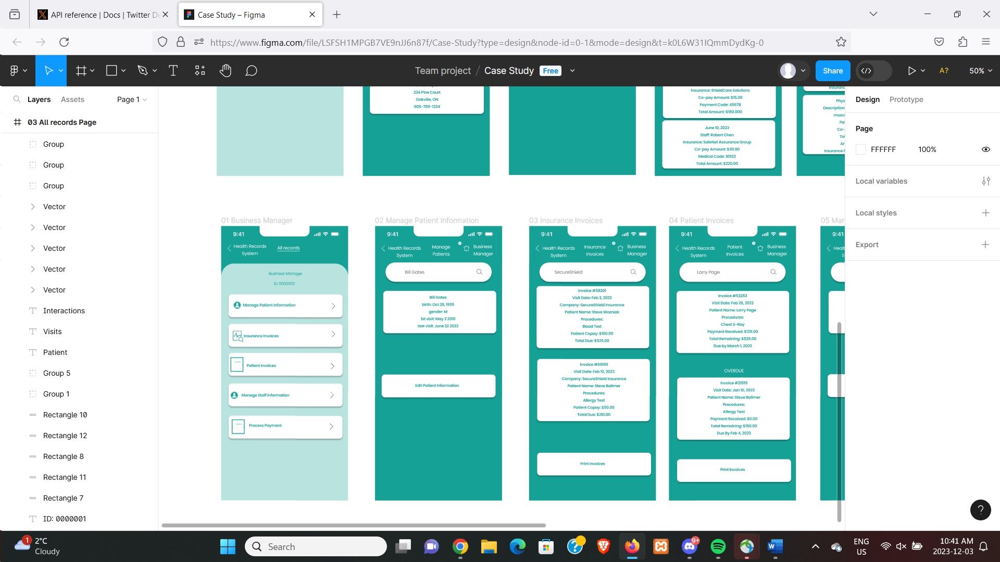 API reference | Docs | Twitter De
Case Study – Figma
https://www.figma.com/file/LSFSH1MPGB7VE9nJJ6n87f/Case-Study?type=design&node-id=0-1&mode=design&t=k0L6W31IQmmDydKg-0
Team project / Case Study Free
Share
A?
50%
Layers
Assets
Page 1
03 All records Page
Group
Group
Group
Vector
Vector
Vector
Vector
Vector
Interactions
Visits
Patient
Group 5
Group 1
Rectangle 10
Rectangle 12
Rectangle 8
Rectangle 11
Rectangle 7
ID: 0000001
234 Pine Court
Oakville, ON
905-789-1234
Insurance: ShieldCare Solutions
Co-pay Amount: $15.00
Payment Code: 45678
Total Amount: $180.000
June 10, 2023
Staff: Robert Chen
Insurance: SafeNet Assurance Group
Co-pay Amount: $30.00
Medical Code: 90123
Total Amount: $220.00
Phys
Description
musc
Pa
Co-
To
An
Insurance
01 Business Manager
9:41
Health Records
System
All records
Business Manager
ID: 0000002
Manage Patient Information
Insurance Invoices
Patient Invoices
Manage Staff Information
Process Payment
02 Manage Patient Information
9:41
Health Records
System
Manage
Patients
Business
Manager
Bill Gates
Bill Gates
birth: Oct 28, 1955
gender: M
1st visit: May 2 2010
last visit: June 22 2023
Edit Patient Information
03 Insurance Invoices
9:41
Health Records
System
Insurance
Invoices
Business
Manager
SecureShield
Invoice #58201
Visit Date: Feb 3, 2023
Company: SecureShield Insurance
Patient Name: Steve Wozniak
Procedures:
Blood Test
Patient Copay: $100.00
Total Due: $525.00
Invoice #69196
Visit Date: Feb 10, 2023
Company: SecureShield Insurance
Patient Name: Steve Ballmer
Procedures:
Allergy Test
Patient Copay: $50.00
Total Due: $210.00
Print Invoices
04 Patient Invoices
9:41
Health Records
System
Patient
Invoices
Business
Manager
Larry Page
Invoice #53253
Visit Date: Feb 26, 2023
Patient Name: Larry Page
Procedures:
Chest X-Ray
Payment Received: $125.00
Total Remaining: $525.00
Due by March 1, 2023
OVERDUE
Invoice #21515
Visit Date: Jan 10, 2023
Patient Name: Steve Ballmer
Procedures:
Allergy Test
Payment Received: $0.00
Total Remaining: $150.00
Due By Feb 4, 2023
Print Invoices
05 Mar
9:41
Healt
Design
Prototype
Page
FFFFFF
100%
Local variables
Local styles
Export
?
1
2°C
Cloudy
Search
9+
ENG
US
10:41 AM
2023-12-03